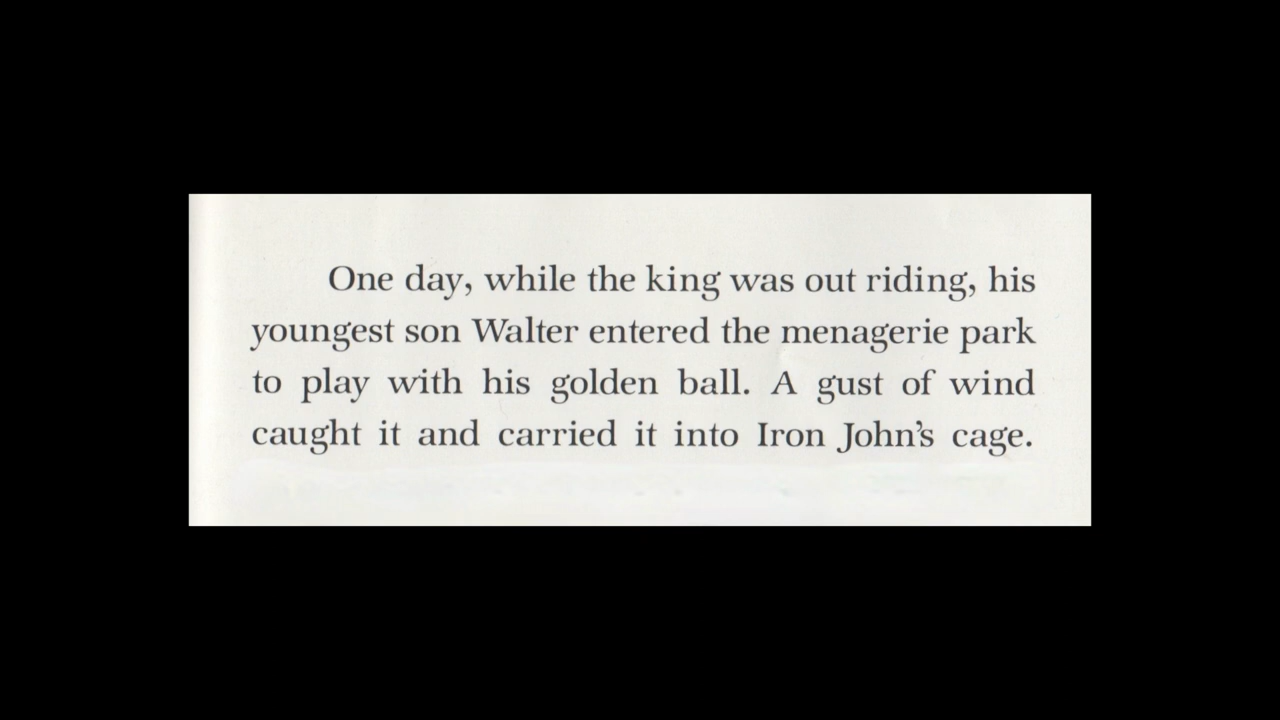 One day, while the king was out riding, his
youngest son Walter entered the menagerie park
to play with his golden ball. A gust of wind
caught it and carried it into Iron John's cage.